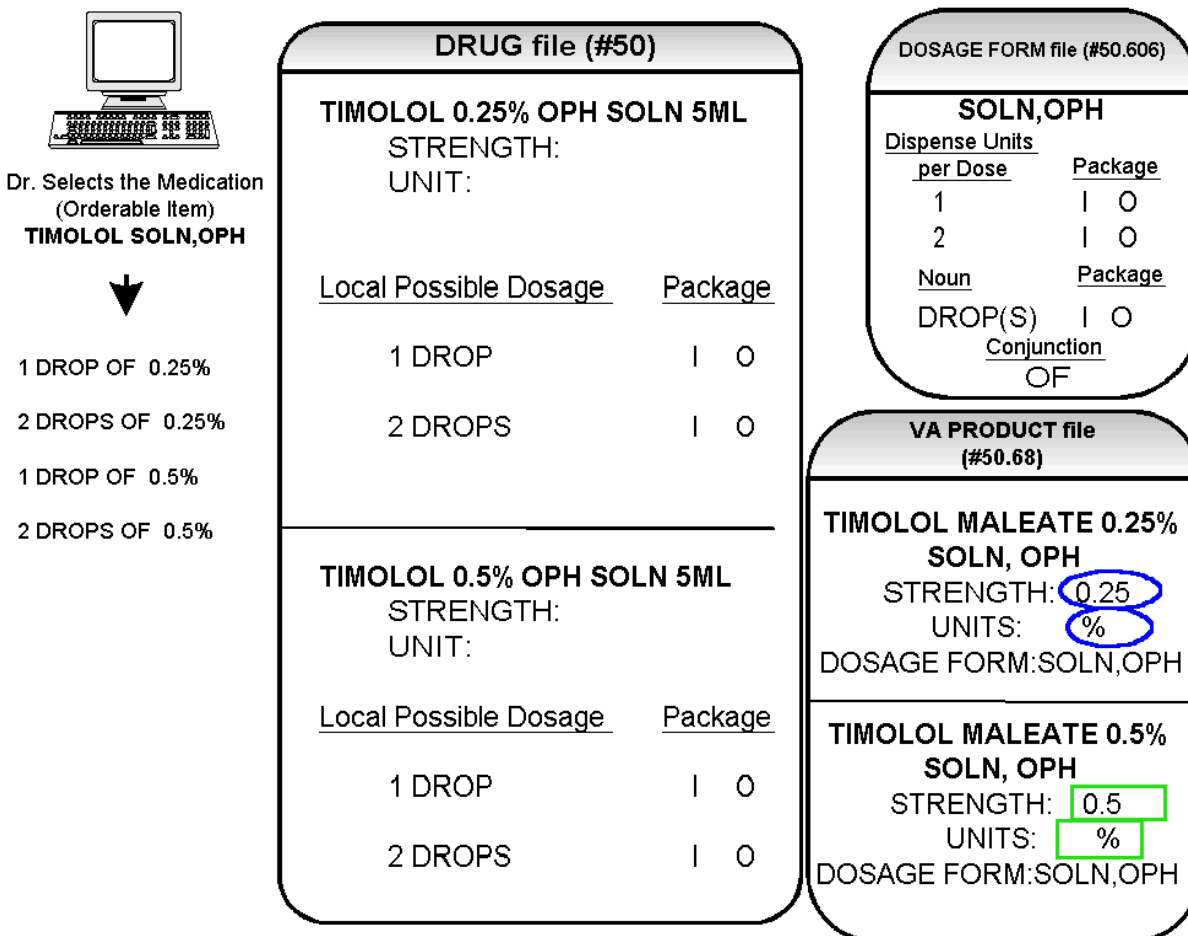 Dr. Selects the Medication
(Orderable Item)
TIMOLOL SOLN,OPH
1 DROP OF 0.25%
2 DROPS OF 0.25%
1 DROP OF 0.5%
2 DROPS OF 0.5%
DRUG file (#50)
TIMOLOL 0.25% OPH SOLN 5ML
STRENGTH:
UNIT:
Local Possible Dosage Package
1 DROP I O
2 DROPS I O
TIMOLOL 0.5% OPH SOLN 5ML
STRENGTH:
UNIT:
Local Possible Dosage Package
1 DROP I O
2 DROPS I O
DOSAGE FORM file (#50.606)
SOLN,OPH
Dispense Units
per Dose Package
1 I O
2 I O
Noun Package
DROP(S) I O
Conjunction
OF
VA PRODUCT file
(#50.68)
TIMOLOL MALEATE 0.25%
SOLN, OPH
STRENGTH: 0.25
UNITS: %
DOSAGE FORM:SOLN,OPH
TIMOLOL MALEATE 0.5%
SOLN, OPH
STRENGTH: 0.5
UNITS: %
DOSAGE FORM:SOLN,OPH